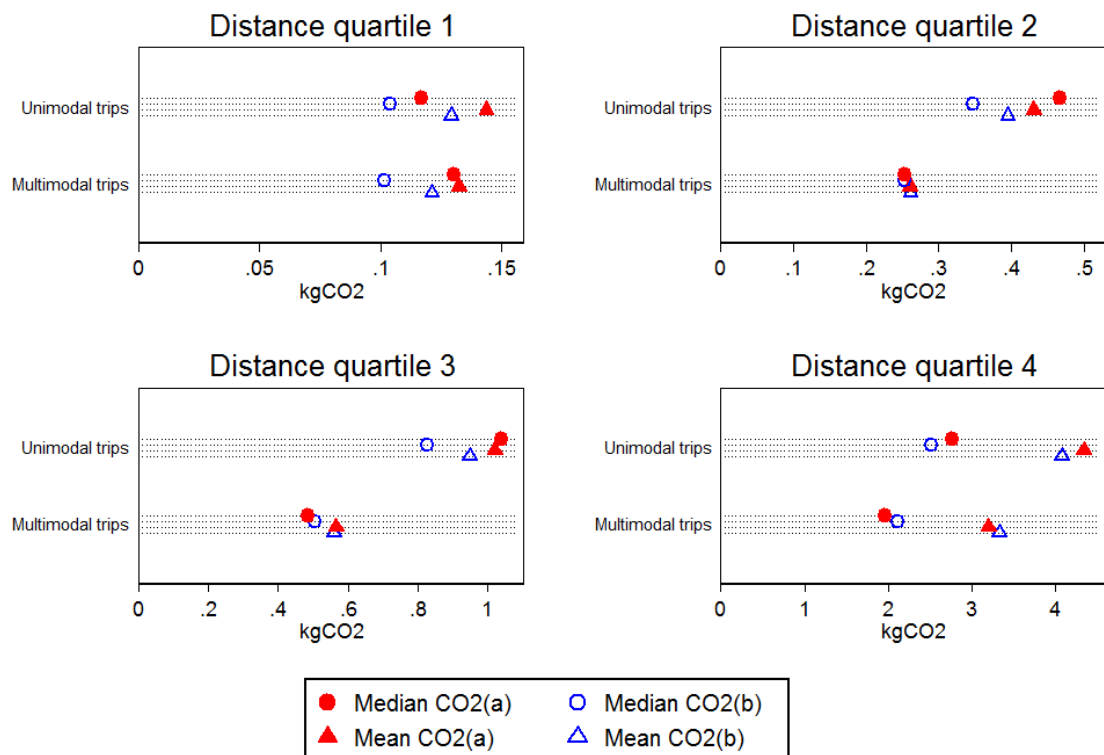 Distance quartile 1
Unimodal trips
Multimodal trips
0 .05 .1 .15
kgCO2
Distance quartile 2
Unimodal trips
Multimodal trips
0 .1 .2 .3 .4 .5
kgCO2
Distance quartile 3
Unimodal trips
Multimodal trips
0 .2 .4 .6 .8 1
kgCO2
Distance quartile 4
Unimodal trips
Multimodal trips
0 1 2 3 4
kgCO2
Median CO2(a) Median CO2(b)
Mean CO2(a) Mean CO2(b)